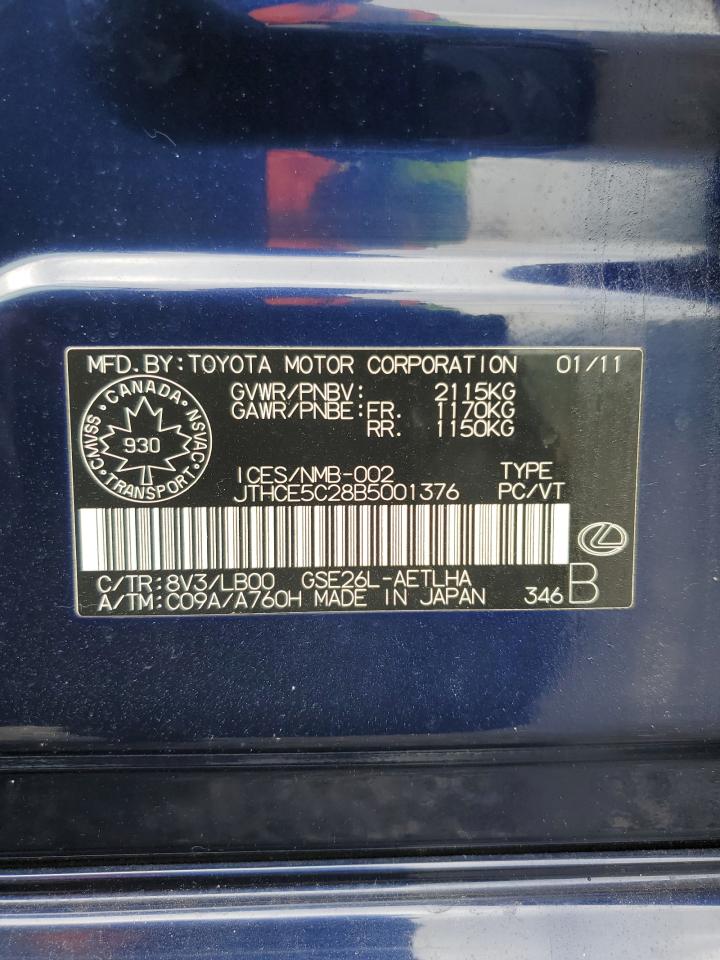 MFD.BY:TOYOTA MOTOR CORPORATION 01/11
CANADA
CMVSS NSVAC
930
TRANSPORT
GVWR/PNBV: 2115KG
GAWR/PNBE:FR. 1170KG
RR. 1150KG
ICES/NMB-002 TYPE
JTHCE5C28B5001376 PC/VT
C/TR:8V3/LB00 GSE26L-AETLHA
A/TM:C09A/A760H MADE IN JAPAN 346 B